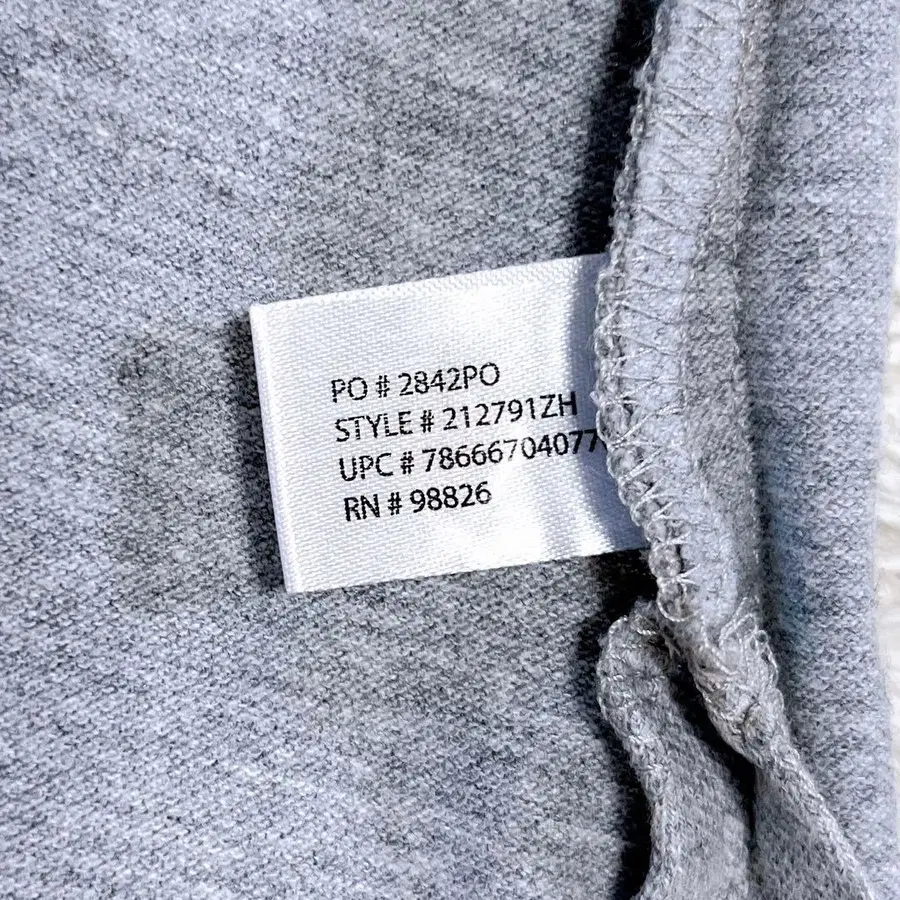 PO # 2842PO
STYLE # 212791ZH
UPC # 78666704077
RN # 98826